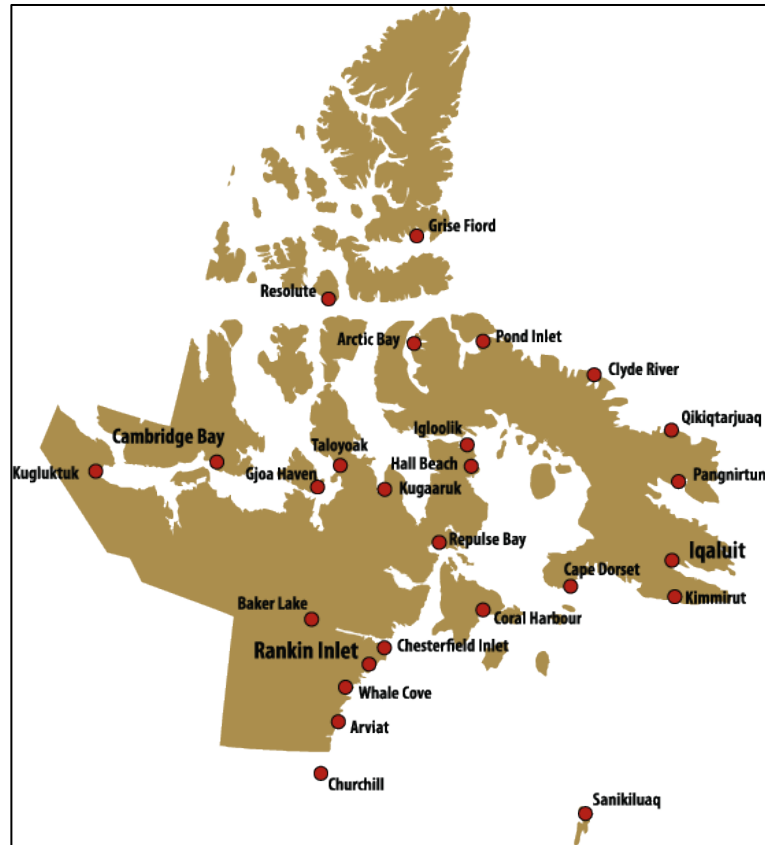 Grise Fiord
Resolute
Arctic Bay
Pond Inlet
Clyde River
Qikiqtarjuaq
Igloolik
Cambridge Bay
Taloyoak
Hall Beach
Kugluktuk
Gjoa Haven
Kugaaruk
Pangnirtun
Repulse Bay
Iqaluit
Cape Dorset
Kimmirut
Baker Lake
Coral Harbour
Rankin Inlet
Chesterfield Inlet
Whale Cove
Arviat
Churchill
Sanikiluaq